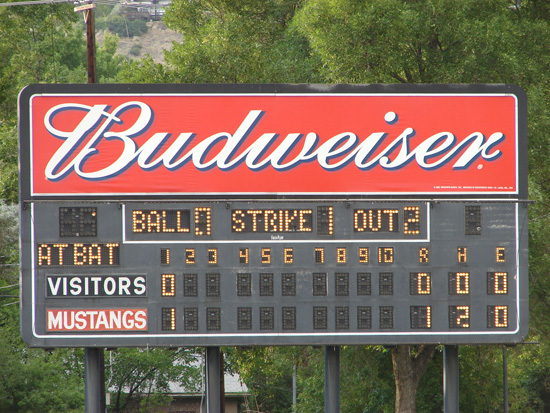 Budweiser
BALL 0 STRIKE 1 OUT 2
AT BAT 1 2 3 4 5 6 7 8 9 10 R H E
VISITORS 0 0 0 0
MUSTANGS 1 1 2 0